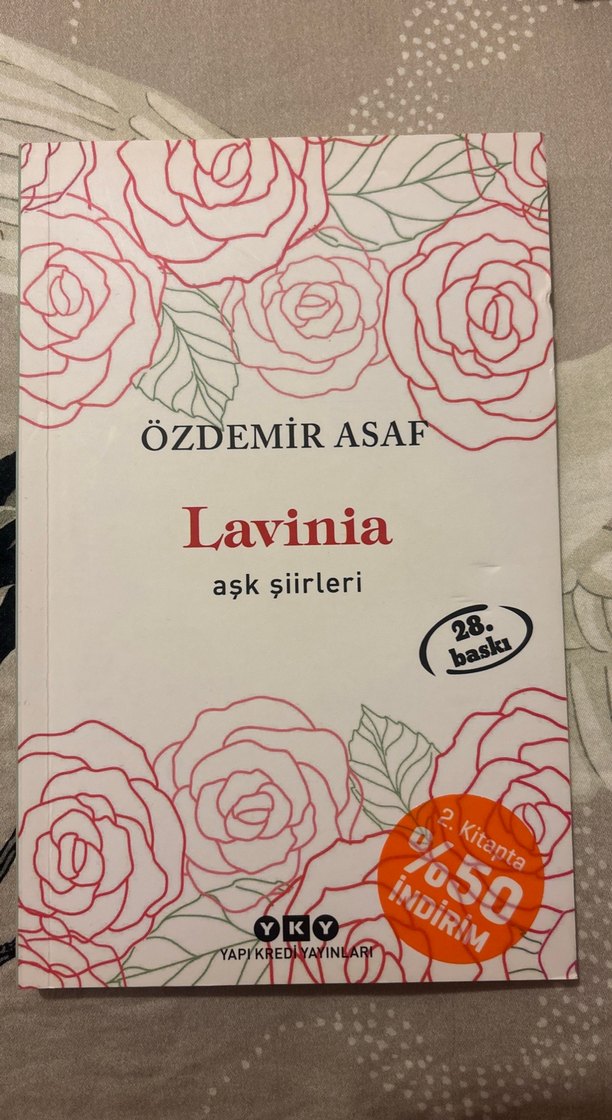 ÖZDEMİR ASAF
Lavinia
aşk şiirleri
28.
baskı
2. Kitapta
%50
İNDİRİM
YKY
YAPI KREDİ YAYINLARI